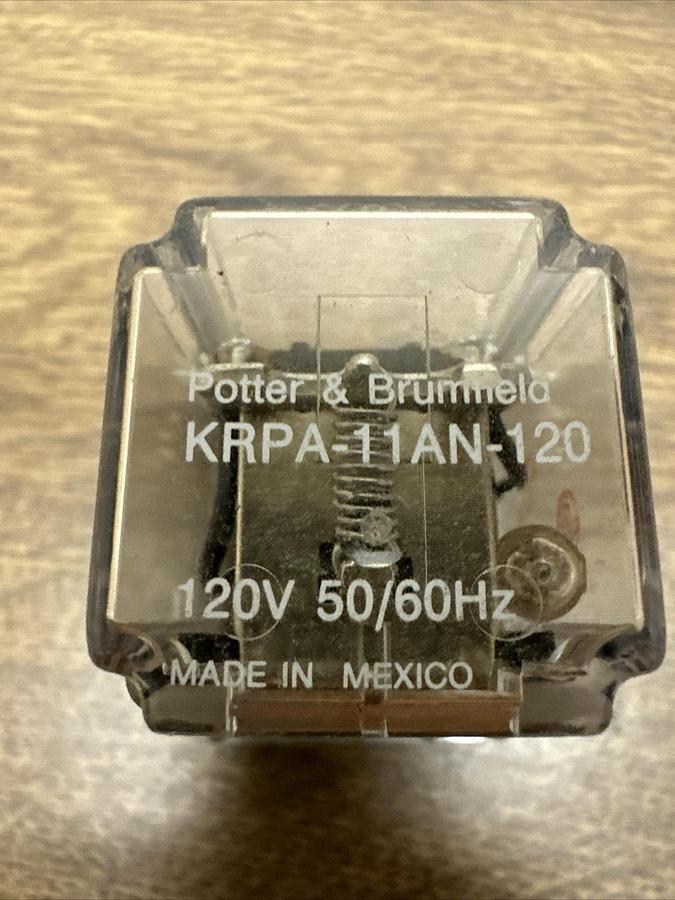 Potter & Brumfield
KRPA-11AN-120
120V 50/60Hz
MADE IN MEXICO